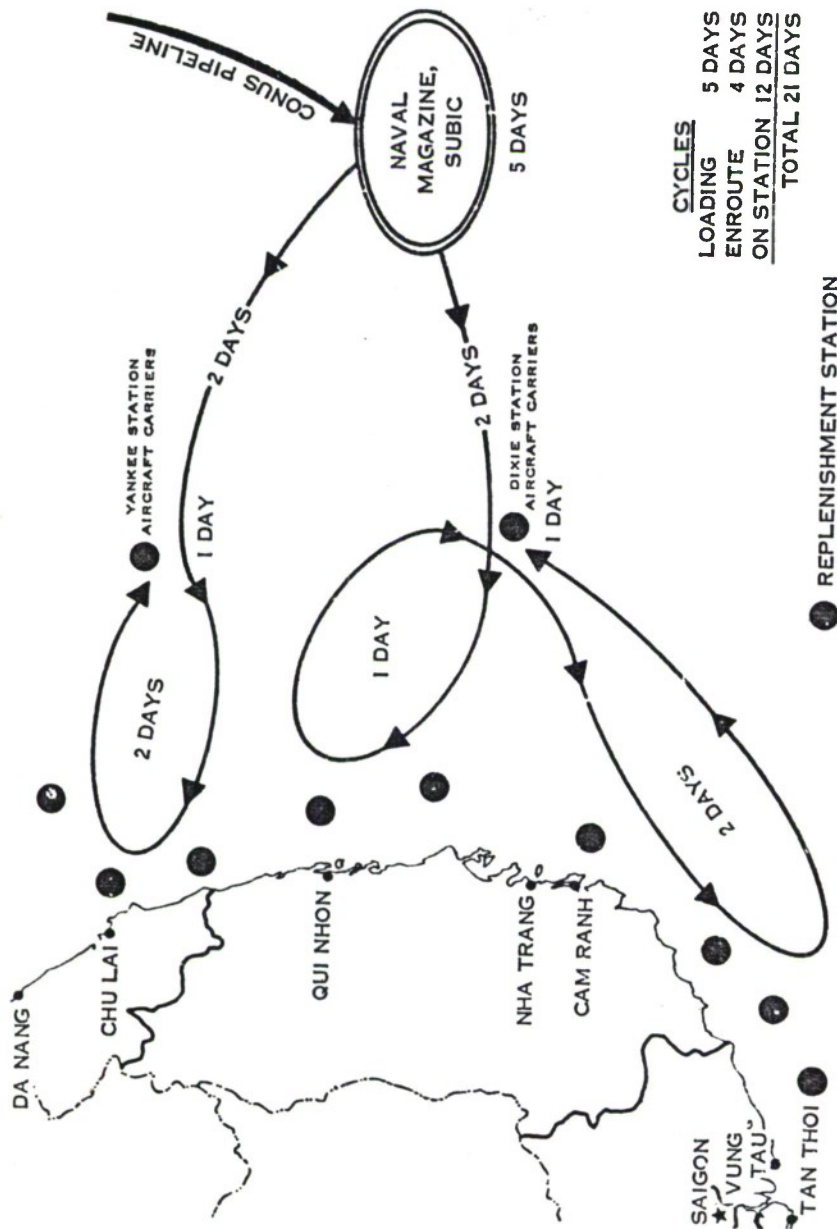 CONUS PIPELINE
NAVAL
MAGAZINE,
SUBIC
5 DAYS
2 DAYS
2 DAYS
YANKEE STATION
AIRCRAFT CARRIERS
1 DAY
2 DAYS
DIXIE STATION
AIRCRAFT CARRIERS
1 DAY
1 DAY
2 DAYS
DA NANG
CHU LAI
QUI NHON
NHA TRANG
CAM RANH
SAIGON
VUNG
TAU
TAN THOI
CYCLES
LOADING 5 DAYS
ENROUTE 4 DAYS
ON STATION 12 DAYS
TOTAL 21 DAYS
REPLENISHMENT STATION